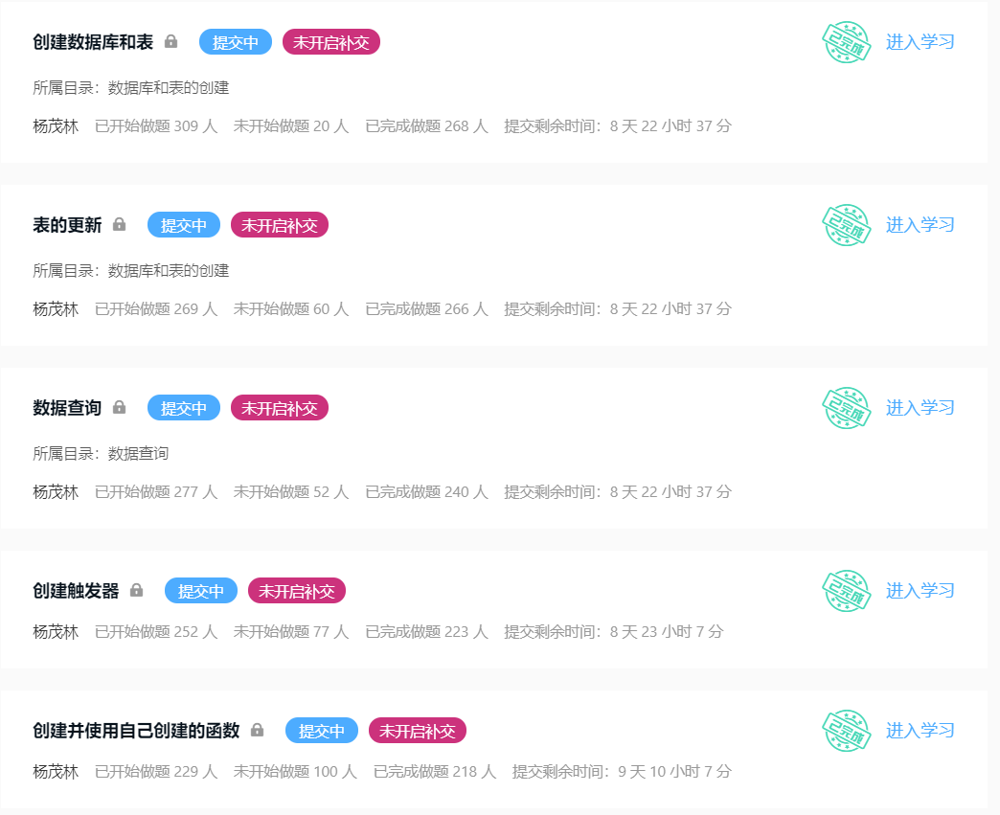 创建数据库和表 提交中 未开启补交 已完成 进入学习
所属目录：数据库和表的创建
杨茂林 已开始做题 309 人 未开始做题 20 人 已完成做题 268 人 提交剩余时间：8 天 22 小时 37 分
表的更新 提交中 未开启补交 已完成 进入学习
所属目录：数据库和表的创建
杨茂林 已开始做题 269 人 未开始做题 60 人 已完成做题 266 人 提交剩余时间：8 天 22 小时 37 分
数据查询 提交中 未开启补交 已完成 进入学习
所属目录：数据查询
杨茂林 已开始做题 277 人 未开始做题 52 人 已完成做题 240 人 提交剩余时间：8 天 22 小时 37 分
创建触发器 提交中 未开启补交 已完成 进入学习
杨茂林 已开始做题 252 人 未开始做题 77 人 已完成做题 223 人 提交剩余时间：8 天 23 小时 7 分
创建并使用自己创建的函数 提交中 未开启补交 已完成 进入学习
杨茂林 已开始做题 229 人 未开始做题 100 人 已完成做题 218 人 提交剩余时间：9 天 10 小时 7 分